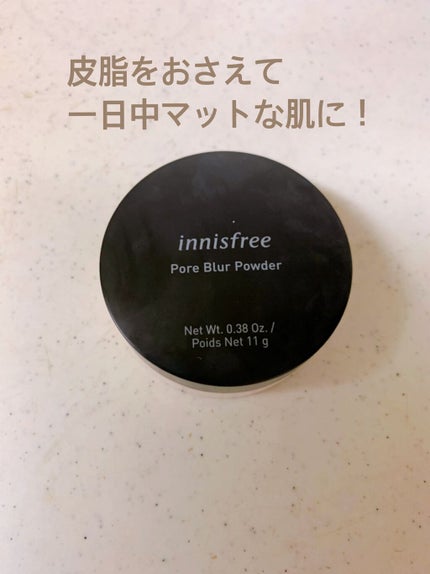 皮脂をおさえて
一日中マットな肌に！
innisfree
Pore Blur Powder
Net Wt. 0.38 Oz. /
Poids Net 11 g